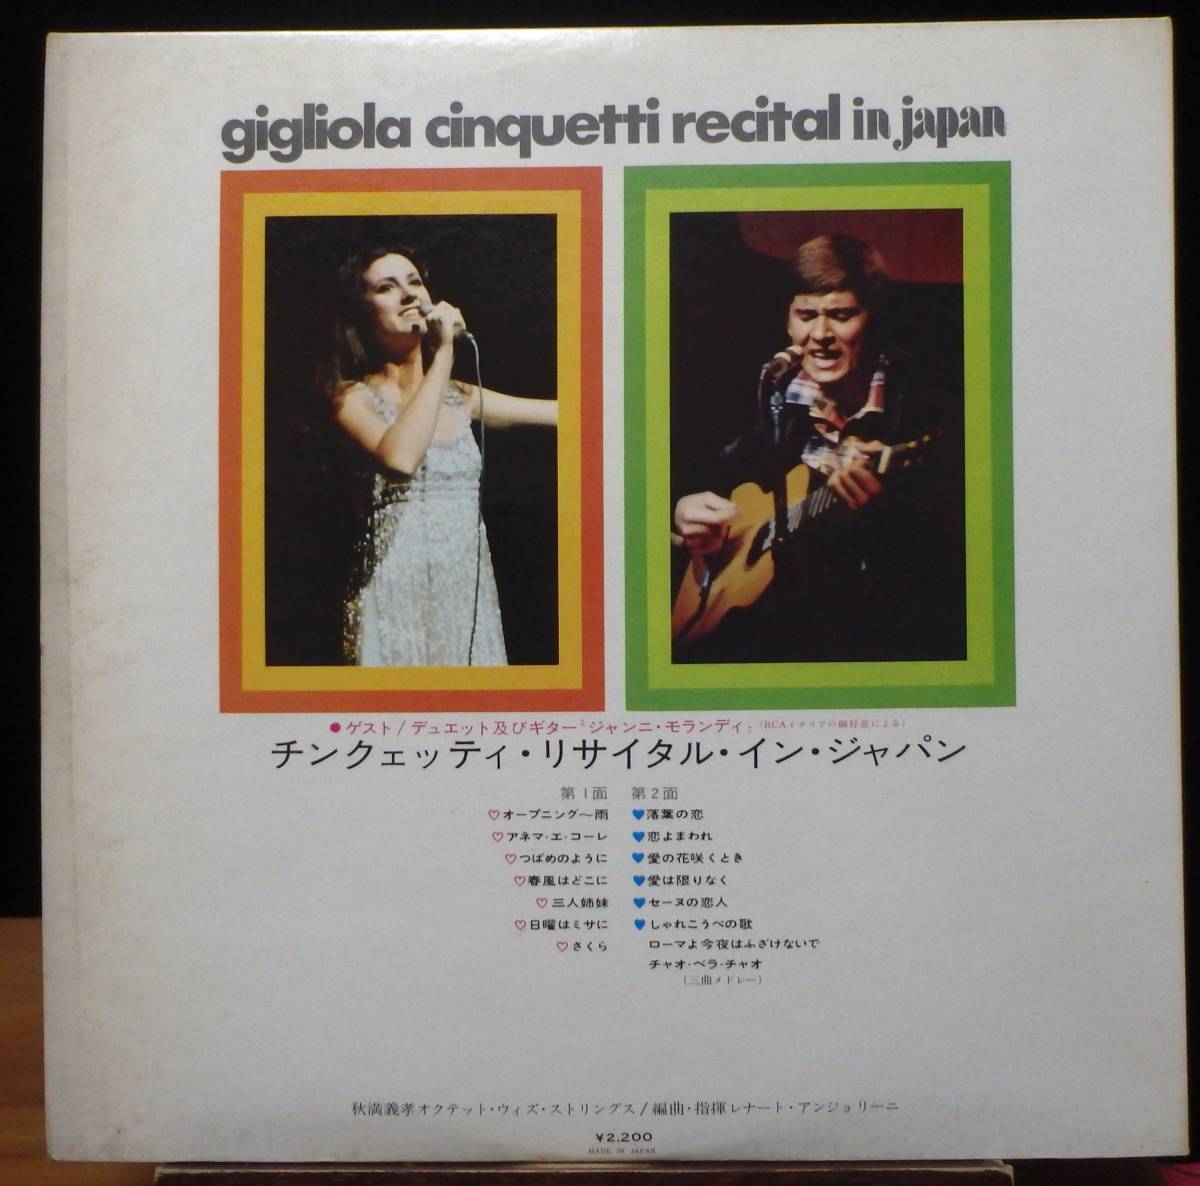 gigliola cinquetti recital in japan
●ゲスト/デュエット及びギター〝ジャンニ・モランディ〟(RCAイタリアの御好意による)
チンクェッティ・リサイタル・イン・ジャパン
第1面
♡オープニング〜雨
♡アネマ・エ・コーレ
♡つばめのように
♡春風はどこに
♡三人姉妹
♡日曜はミサに
♡さくら
第2面
♥落葉の恋
♥恋よまわれ
♥愛の花咲くとき
♥愛は限りなく
♥セーヌの恋人
♥しゃれこうべの歌
ローマよ今夜はふざけないで
チャオ・ベラ・チャオ
(三曲メドレー)
秋満義孝オクテット・ウィズ・ストリングス/編曲・指揮レナート・アンジョリーニ
¥2,200
MADE IN JAPAN